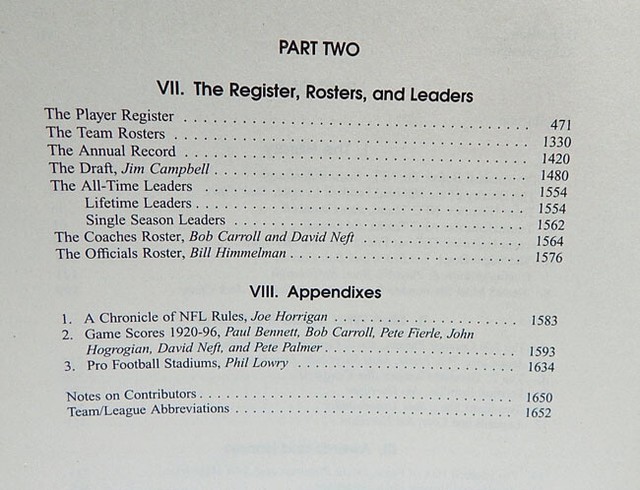 PART TWO
VII. The Register, Rosters, and Leaders
The Player Register . . . . . . . . . . . . . . . . . . . . . . . . . . . . . . 471
The Team Rosters . . . . . . . . . . . . . . . . . . . . . . . . . . . . . . 1330
The Annual Record . . . . . . . . . . . . . . . . . . . . . . . . . . . . . 1420
The Draft, Jim Campbell . . . . . . . . . . . . . . . . . . . . . . . . . . 1480
The All-Time Leaders . . . . . . . . . . . . . . . . . . . . . . . . . . . 1554
Lifetime Leaders . . . . . . . . . . . . . . . . . . . . . . . . . . . . 1554
Single Season Leaders . . . . . . . . . . . . . . . . . . . . . . . . 1562
The Coaches Roster, Bob Carroll and David Neft . . . . . . . . . . . . . 1564
The Officials Roster, Bill Himmelman . . . . . . . . . . . . . . . . . . . 1576
VIII. Appendixes
1. A Chronicle of NFL Rules, Joe Horrigan . . . . . . . . . . . . . . . . 1583
2. Game Scores 1920-96, Paul Bennett, Bob Carroll, Pete Fierle, John
Hogrogian, David Neft, and Pete Palmer . . . . . . . . . . . . . . . . . 1593
3. Pro Football Stadiums, Phil Lowry . . . . . . . . . . . . . . . . . . . 1634
Notes on Contributors . . . . . . . . . . . . . . . . . . . . . . . . . . 1650
Team/League Abbreviations . . . . . . . . . . . . . . . . . . . . . . . 1652